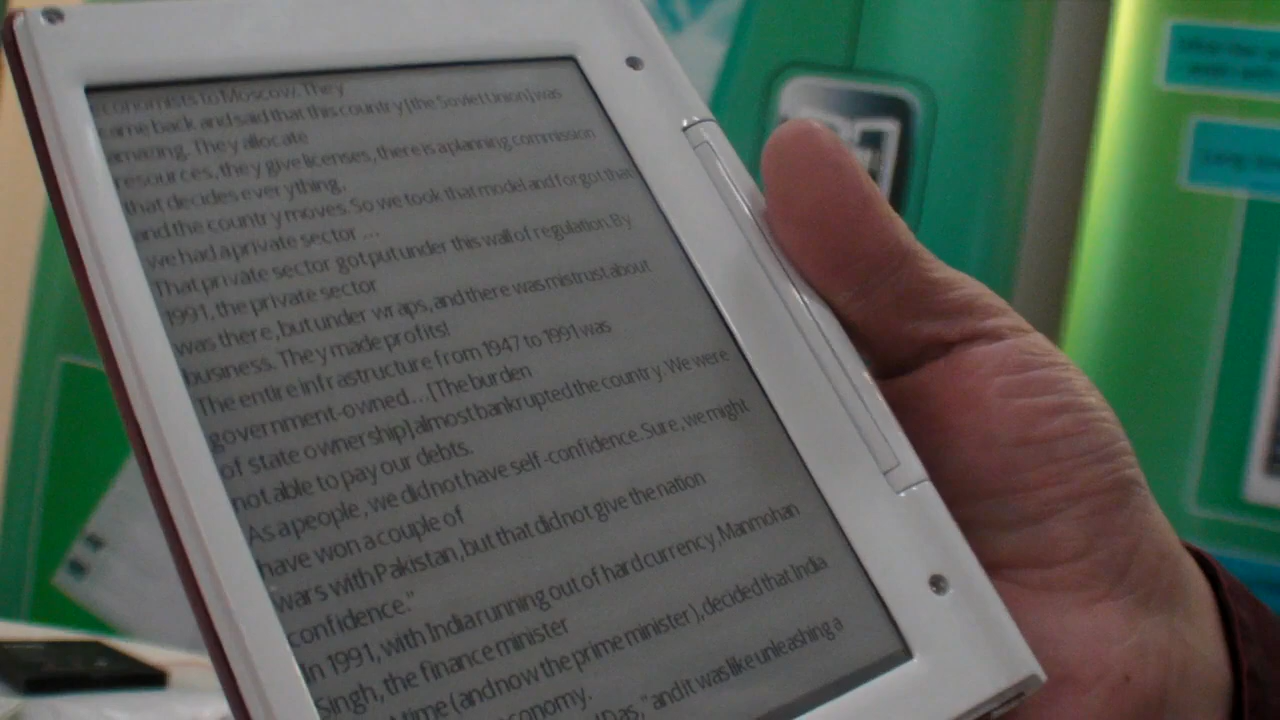 economists to Moscow. They
came back and said that this country [the Soviet Union] was
amazing. They allocate
resources, they give licenses, there is a planning commission
that decides everything,
and the country moves. So we took that model and forgot that
we had a private sector ...
That private sector got put under this wall of regulation. By
1991, the private sector
was there, but under wraps, and there was mistrust about
business. They made profits!
The entire infrastructure from 1947 to 1991 was
government-owned...[The burden
of state ownership] almost bankrupted the country. We were
not able to pay our debts.
As a people, we did not have self-confidence. Sure, we might
have won a couple of
wars with Pakistan, but that did not give the nation
confidence."
In 1991, with India running out of hard currency, Manmohan
Singh, the finance minister
time (and now the prime minister), decided that India
economy.
Das, "and it was like unleashing a